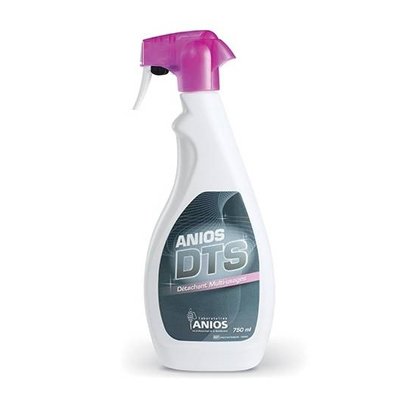 ANIOS
DTS
Détachant Multi-usages
Laboratoires
ANIOS
750 ml